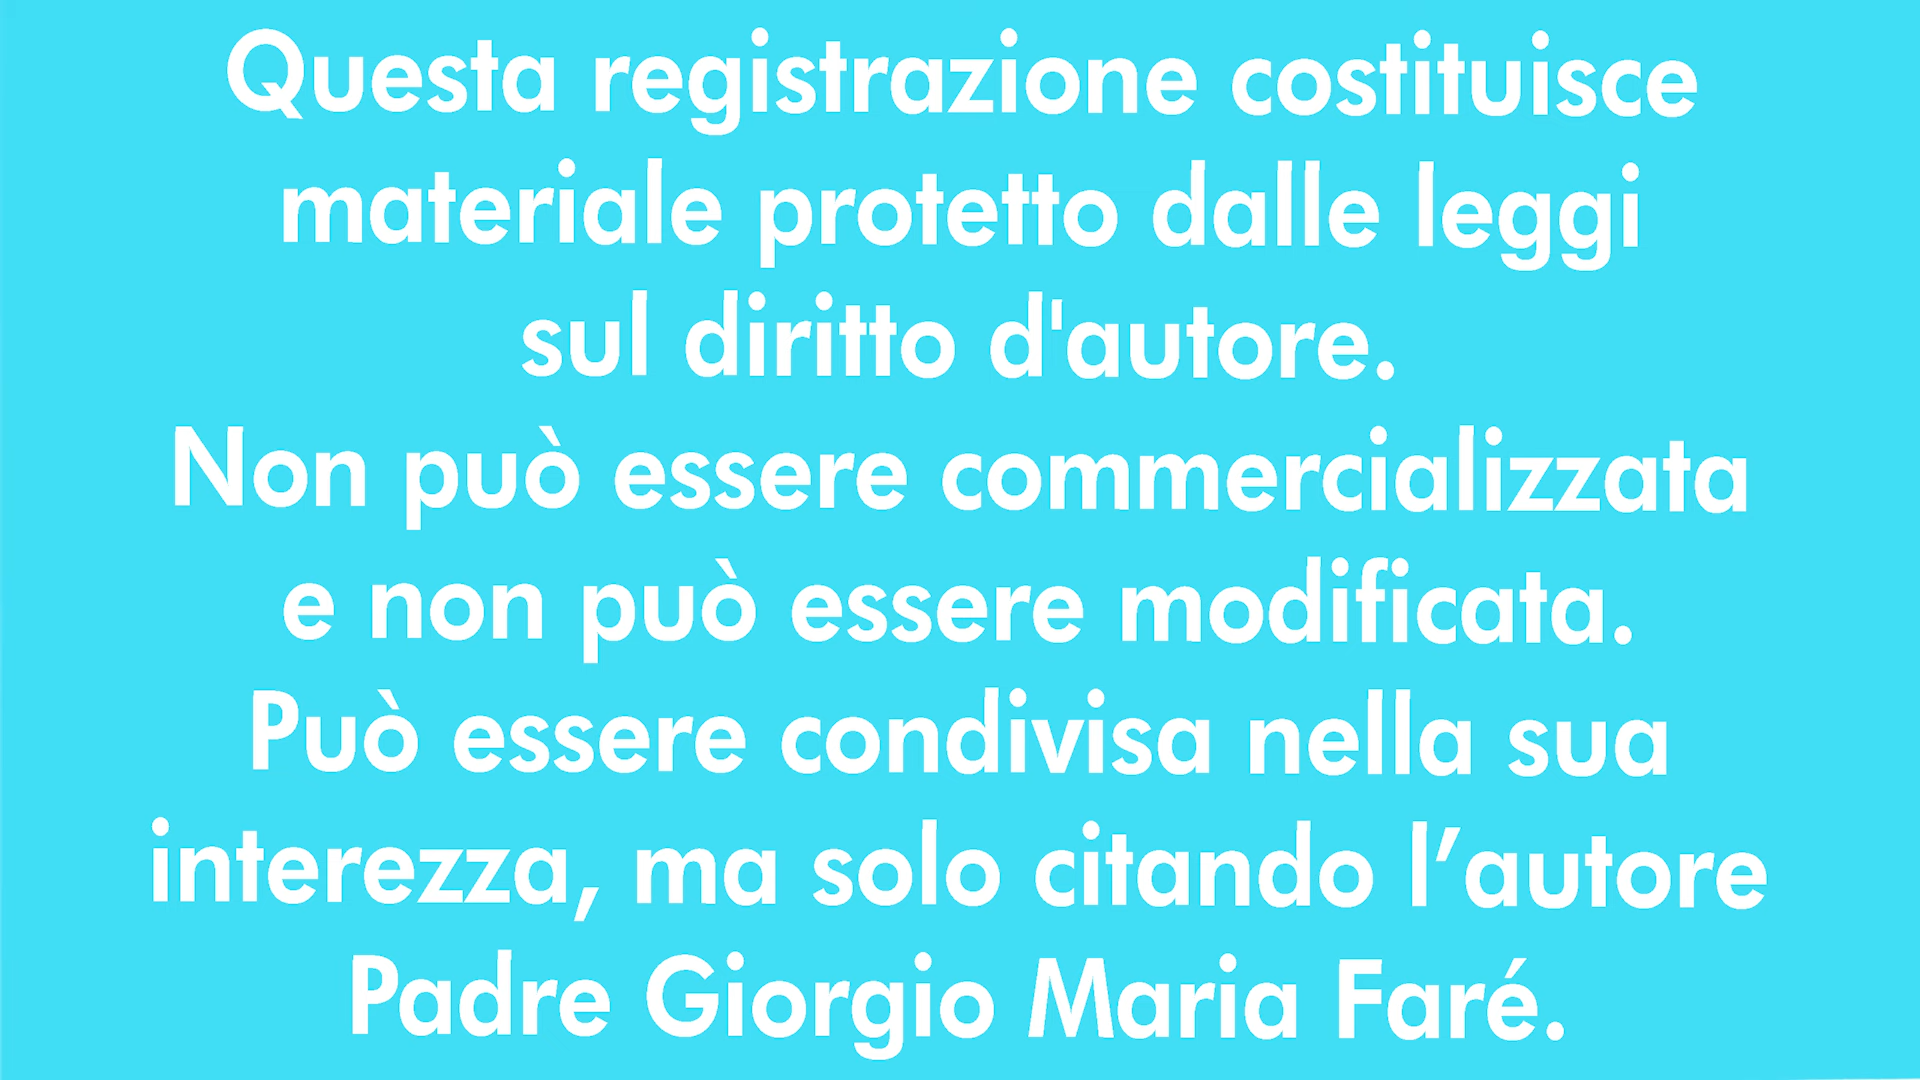 Questa registrazione costituisce
materiale protetto dalle leggi
sul diritto d'autore.
Non può essere commercializzata
e non può essere modificata.
Può essere condivisa nella sua
interezza, ma solo citando l’autore
Padre Giorgio Maria Faré.